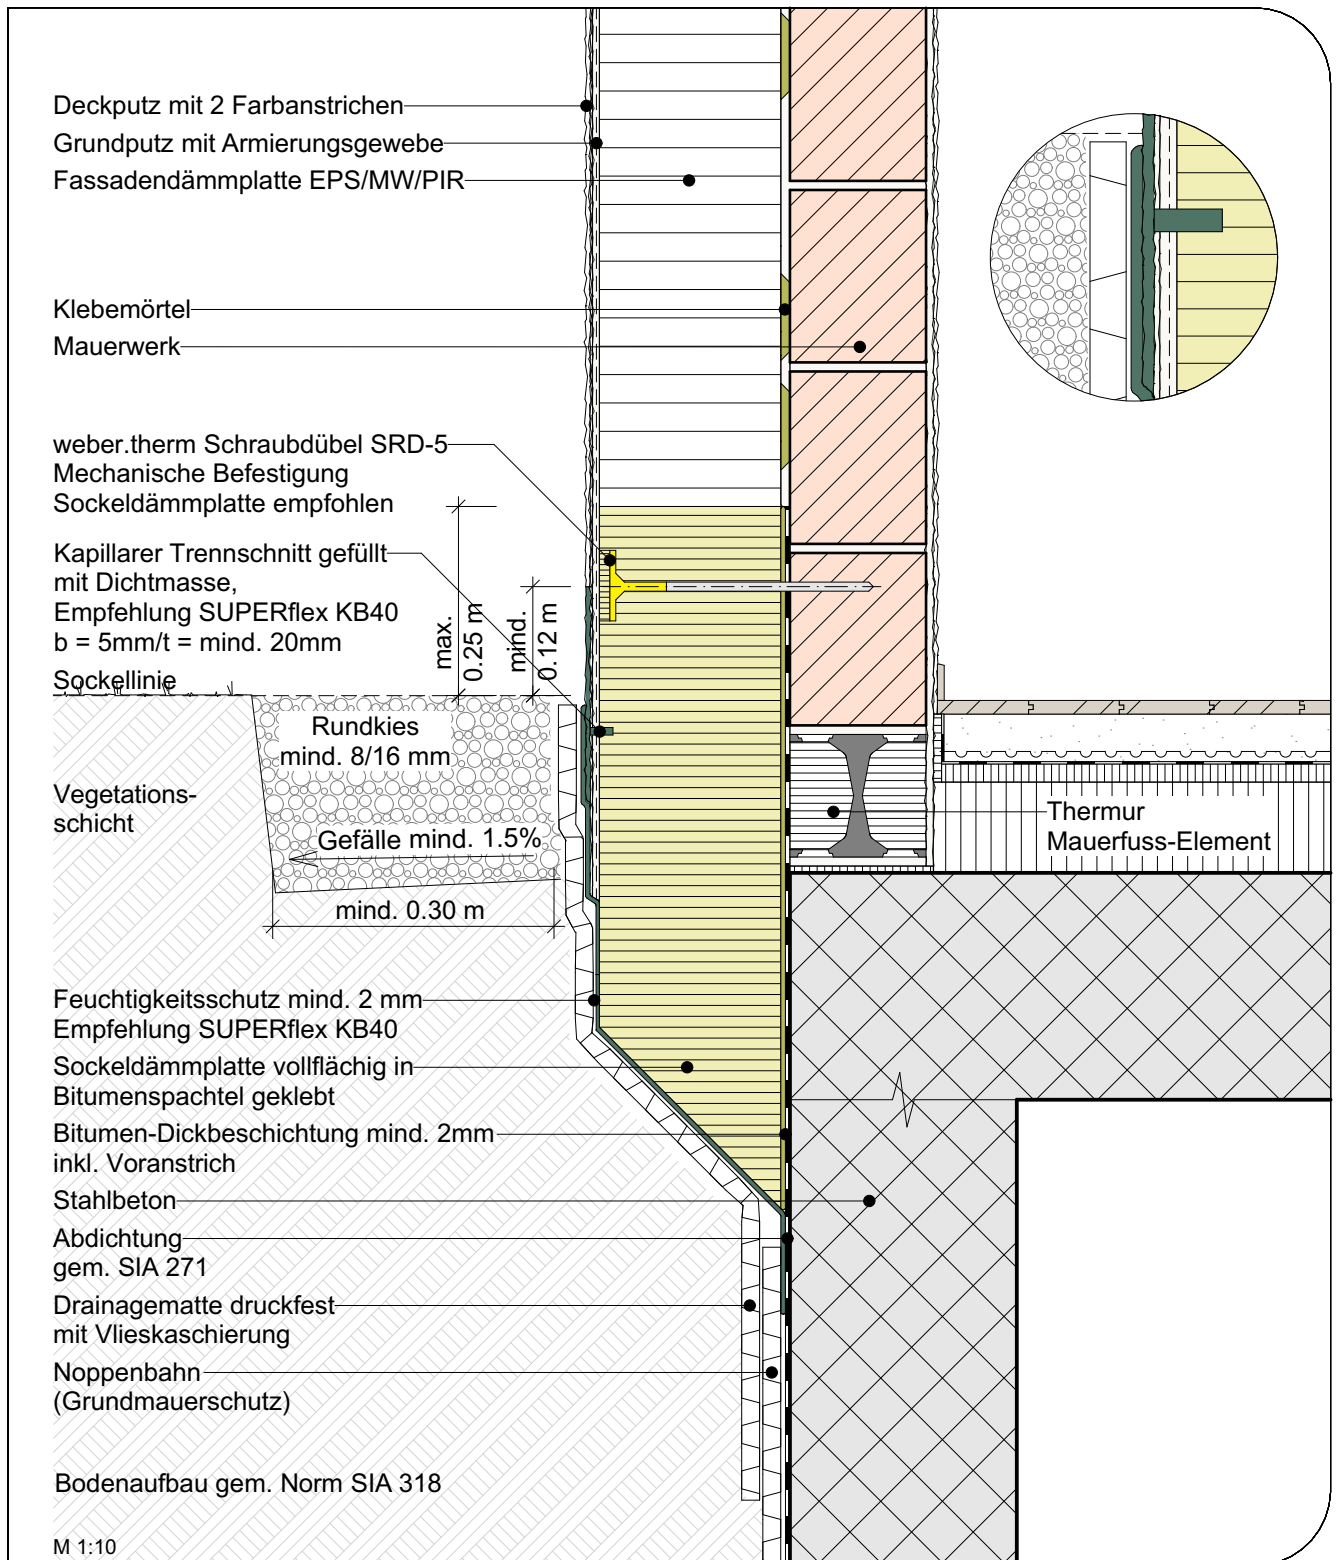 Deckputz mit 2 Farbanstrichen
Grundputz mit Armierungsgewebe
Fassadendämmplatte EPS/MW/PIR
Klebemörtel
Mauerwerk
weber.therm Schraubdübel SRD-5
Mechanische Befestigung
Sockeldämmplatte empfohlen
Kapillarer Trennschnitt gefüllt
mit Dichtmasse,
Empfehlung SUPERflex KB40
b = 5mm/t = mind. 20mm
max.
0.25 m
mind.
0.12 m
Sockellinie
Rundkies
mind. 8/16 mm
Vegetations-
schicht
Gefälle mind. 1.5%
Thermur
Mauerfuss-Element
mind. 0.30 m
Feuchtigkeitsschutz mind. 2 mm
Empfehlung SUPERflex KB40
Sockeldämmplatte vollflächig in
Bitumenspachtel geklebt
Bitumen-Dickbeschichtung mind. 2mm
inkl. Voranstrich
Stahlbeton
Abdichtung
gem. SIA 271
Drainagematte druckfest
mit Vlieskaschierung
Noppenbahn
(Grundmauerschutz)
Bodenaufbau gem. Norm SIA 318
M 1:10